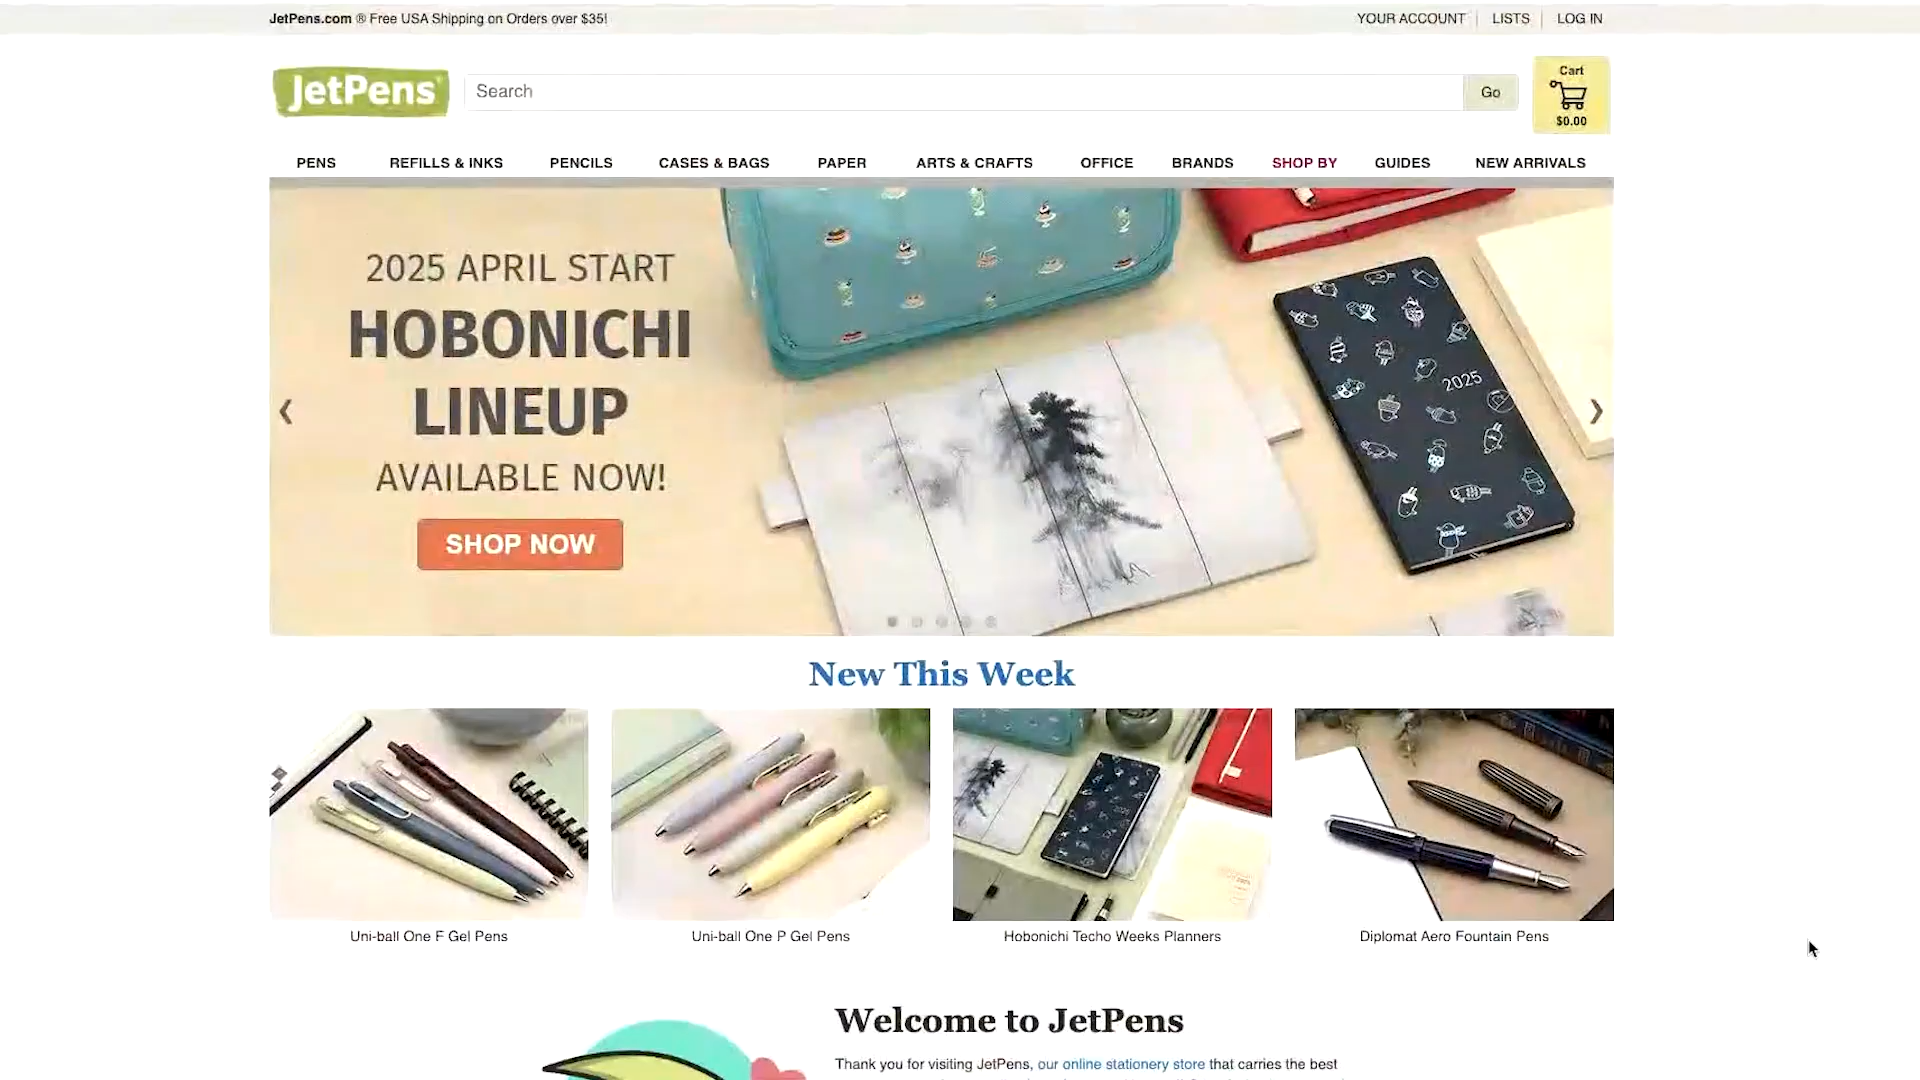 JetPens.com ® Free USA Shipping on Orders over $35!
YOUR ACCOUNT | LISTS | LOG IN
JetPens
Search
Go
Cart
$0.00
PENS REFILLS & INKS PENCILS CASES & BAGS PAPER ARTS & CRAFTS OFFICE BRANDS SHOP BY GUIDES NEW ARRIVALS
2025 APRIL START
HOBONICHI
LINEUP
AVAILABLE NOW!
SHOP NOW
2025
New This Week
Uni-ball One F Gel Pens
Uni-ball One P Gel Pens
Hobonichi Techo Weeks Planners
Diplomat Aero Fountain Pens
Welcome to JetPens
Thank you for visiting JetPens, our online stationery store that carries the best